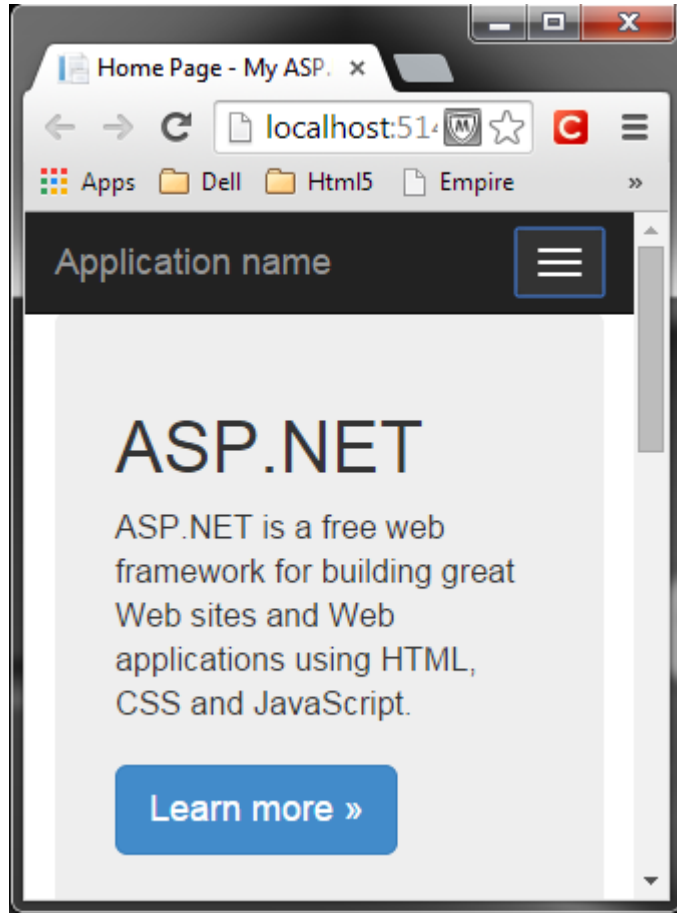 Home Page - My ASP.
localhost:514
Apps Dell Html5 Empire »
Application name
ASP.NET
ASP.NET is a free web
framework for building great
Web sites and Web
applications using HTML,
CSS and JavaScript.
Learn more »